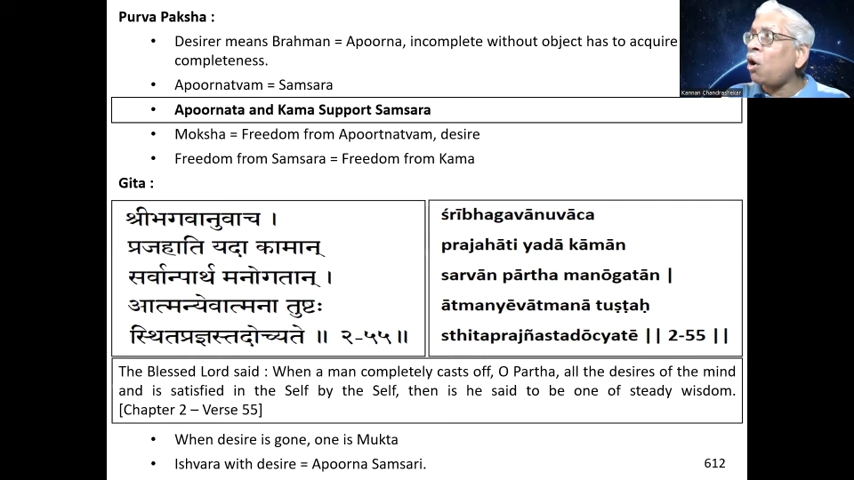 Purva Paksha :
• Desirer means Brahman = Apoorna, incomplete without object has to acquire
completeness.
• Apoornatvam = Samsara
• Apoornata and Kama Support Samsara
• Moksha = Freedom from Apoortnatvam, desire
• Freedom from Samsara = Freedom from Kama
Gita :
श्रीभगवानुवाच ।
प्रजहाति यदा कामान्
सर्वान्पार्थ मनोगतान् ।
आत्मन्येवात्मना तुष्टः
स्थितप्रज्ञस्तदोच्यते ॥ २-५५॥
śrībhagavānuvāca
prajahāti yadā kāmān
sarvān pārtha manōgatān |
ātmanyēvātmanā tuṣṭaḥ
sthitaprajñastadōcyatē || 2-55 ||
The Blessed Lord said : When a man completely casts off, O Partha, all the desires of the mind
and is satisfied in the Self by the Self, then is he said to be one of steady wisdom.
[Chapter 2 – Verse 55]
• When desire is gone, one is Mukta
• Ishvara with desire = Apoorna Samsari.
612
Kannan Chandrashekar